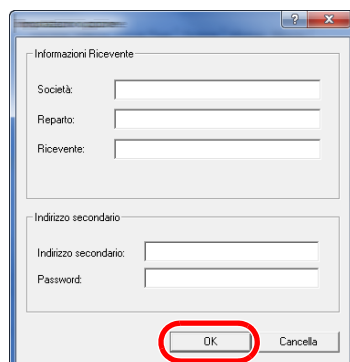 Informazioni Ricevente
Società:
Reparto:
Ricevente:
Indirizzo secondario
Indirizzo secondario:
Password:
OK Cancella